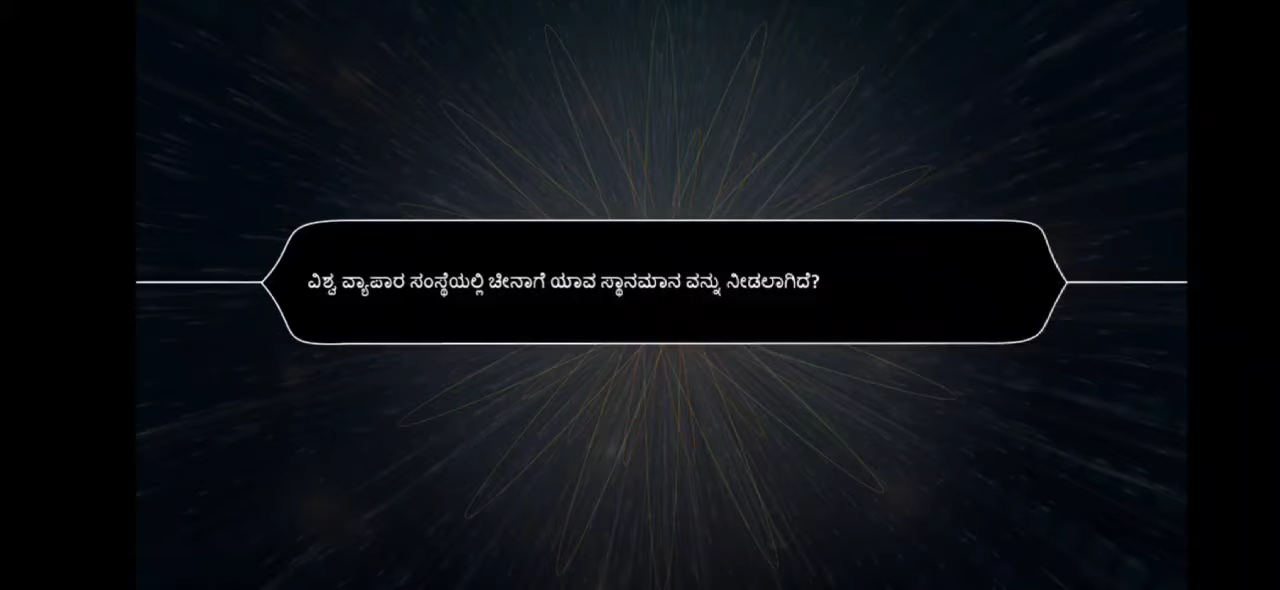 ವಿಶ್ವ ವ್ಯಾಪಾರ ಸಂಸ್ಥೆಯಲ್ಲಿ ಚೀನಾಗೆ ಯಾವ ಸ್ಥಾನಮಾನ ವನ್ನು ನೀಡಲಾಗಿದೆ?